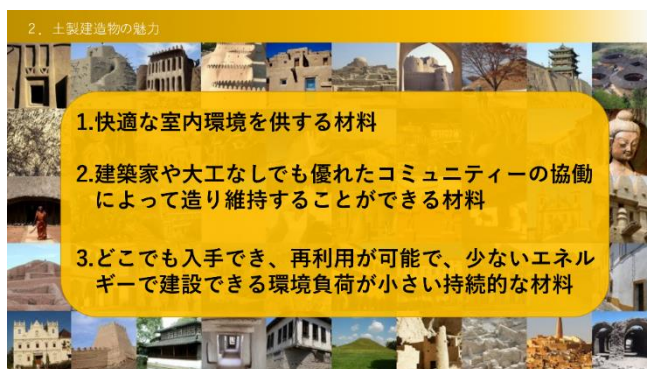 2．土製建造物の魅力
1.快適な室内環境を供する材料
2.建築家や大工なしでも優れたコミュニティーの協働
によって造り維持することができる材料
3.どこでも入手でき、再利用が可能で、少ないエネル
ギーで建設できる環境負荷が小さい持続的な材料